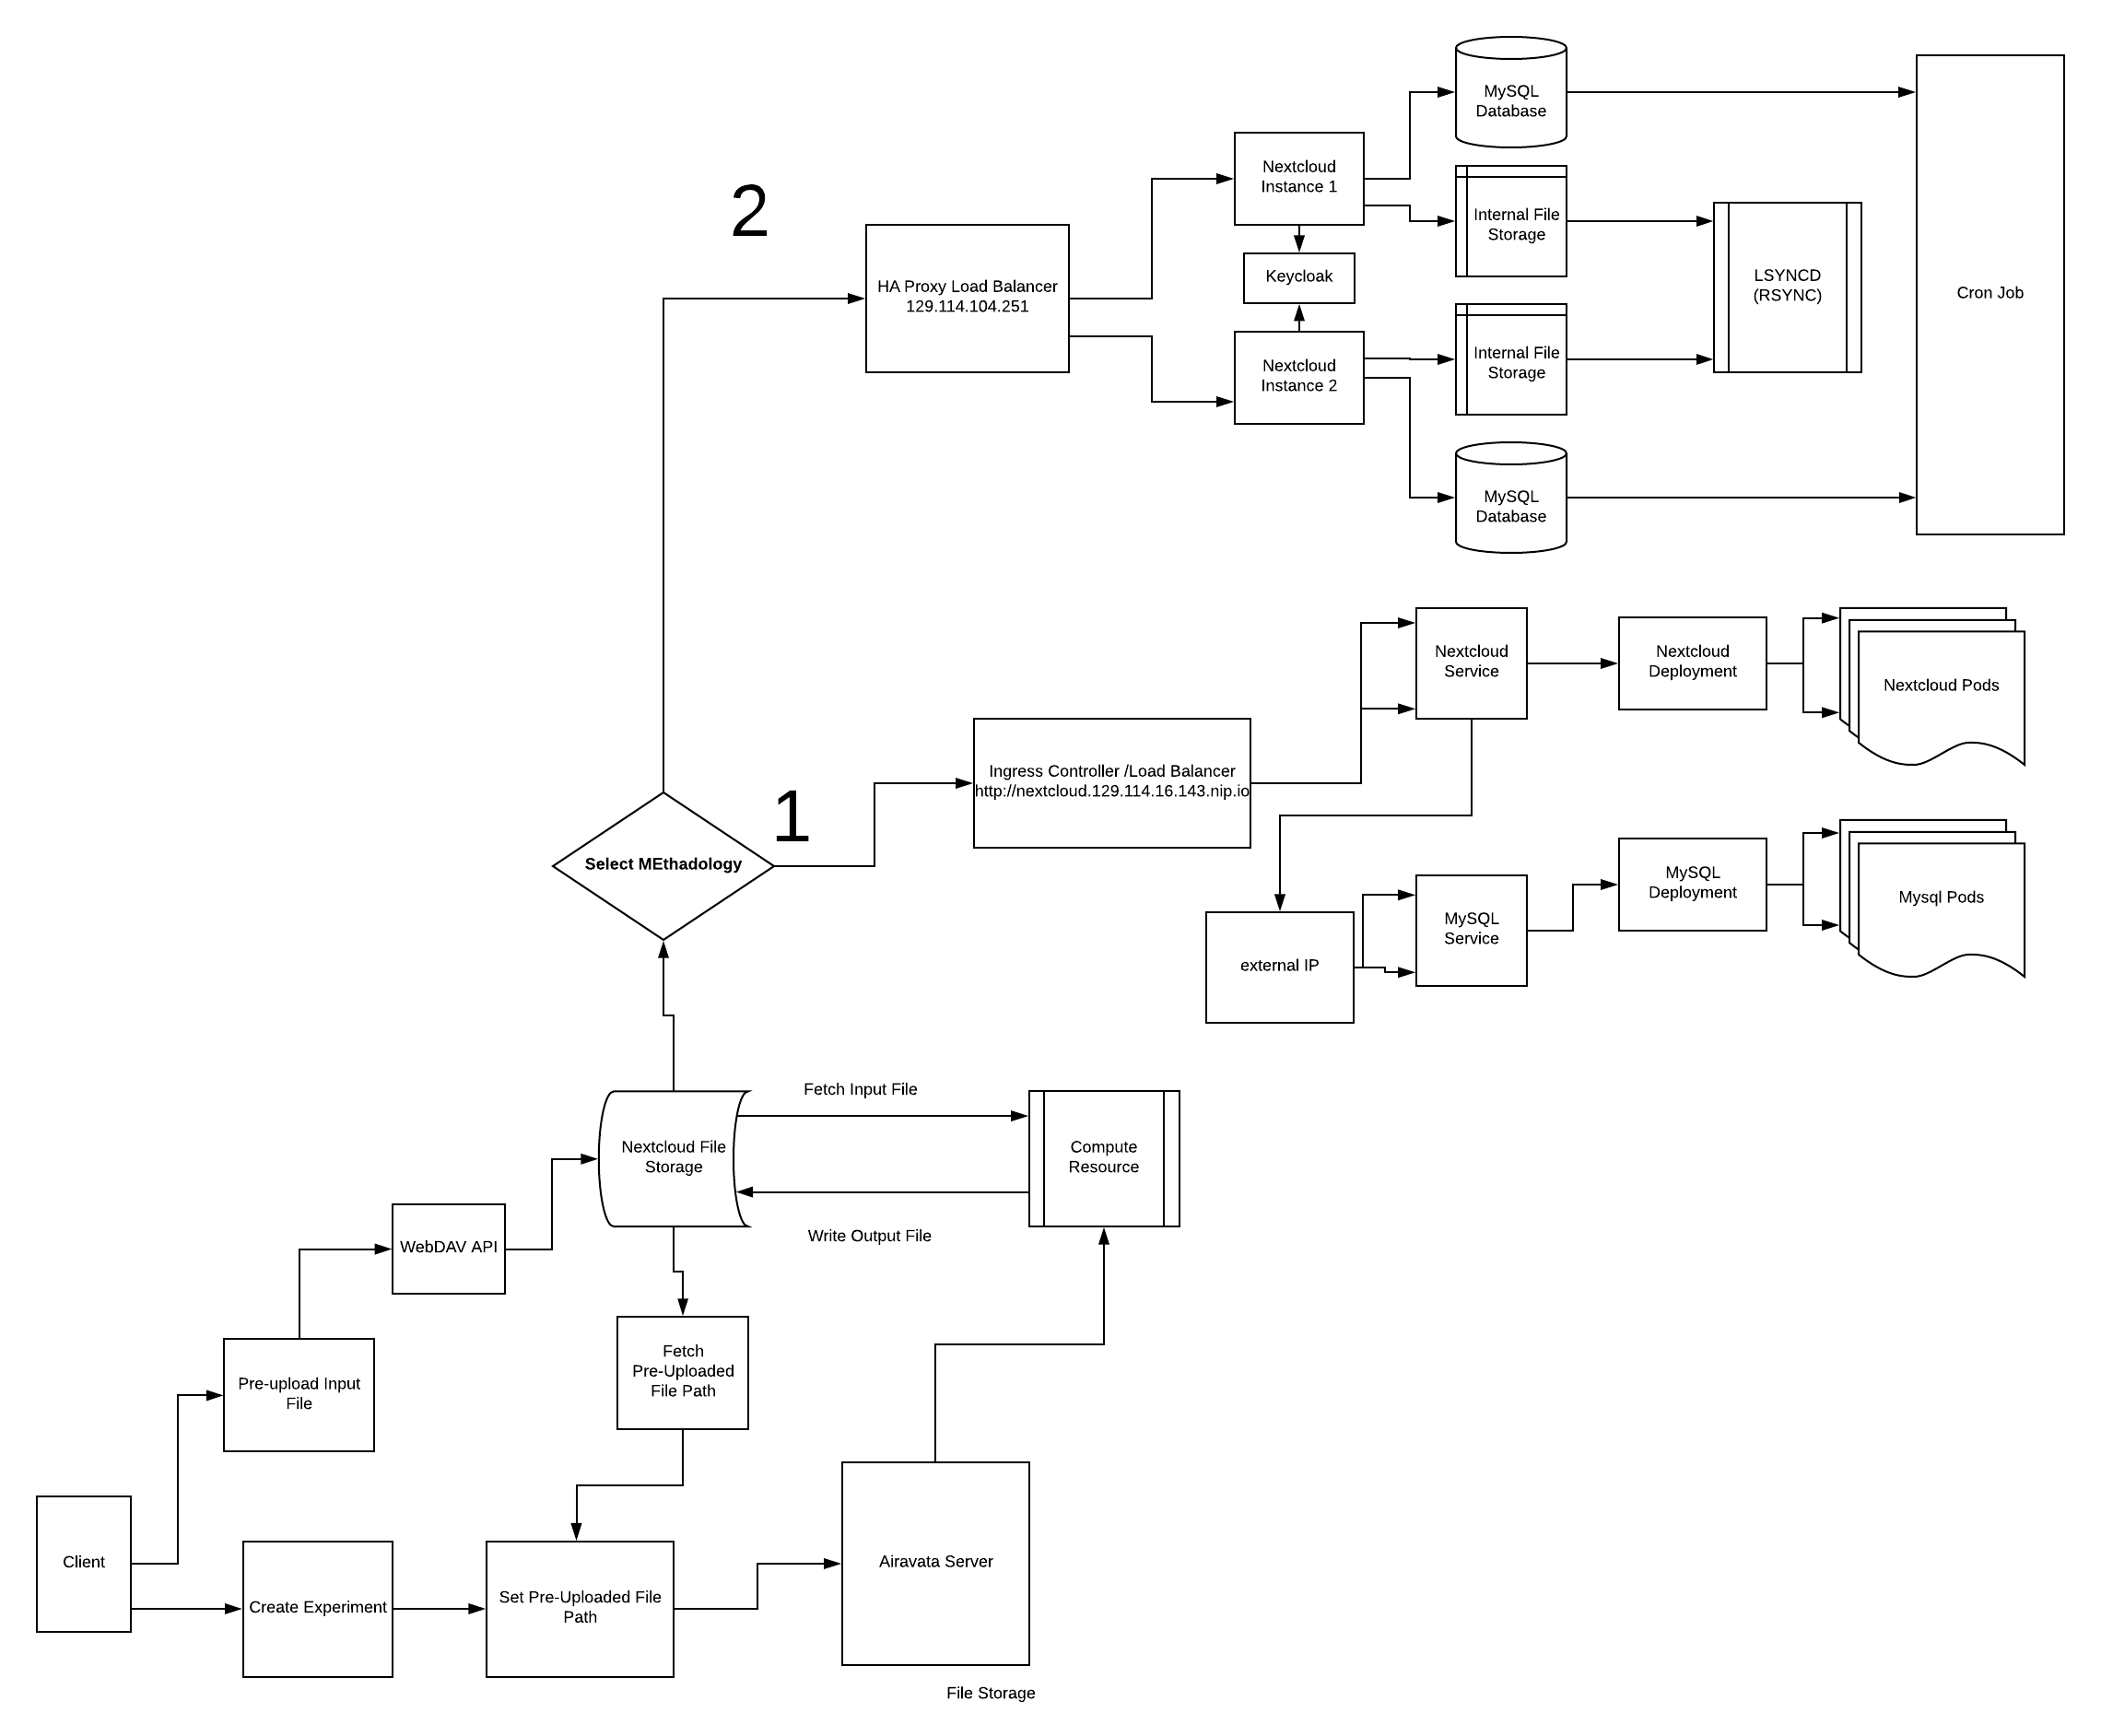 MySQL
Database
Nextcloud
Instance 1
2
Internal File
Storage
HA Proxy Load Balancer
129.114.104.251
Keycloak
LSYNCD
(RSYNC)
Cron Job
Nextcloud
Instance 2
Internal File
Storage
MySQL
Database
Nextcloud
Service
Nextcloud
Deployment
Nextcloud Pods
1
Ingress Controller /Load Balancer
http://nextcloud.129.114.16.143.nip.io
Select MEthadology
MySQL
Deployment
Mysql Pods
MySQL
Service
external IP
Fetch Input File
Nextcloud File
Storage
Compute
Resource
Write Output File
WebDAV API
Fetch
Pre-Uploaded
File Path
Pre-upload Input
File
Client
Create Experiment
Set Pre-Uploaded File
Path
Airavata Server
File Storage